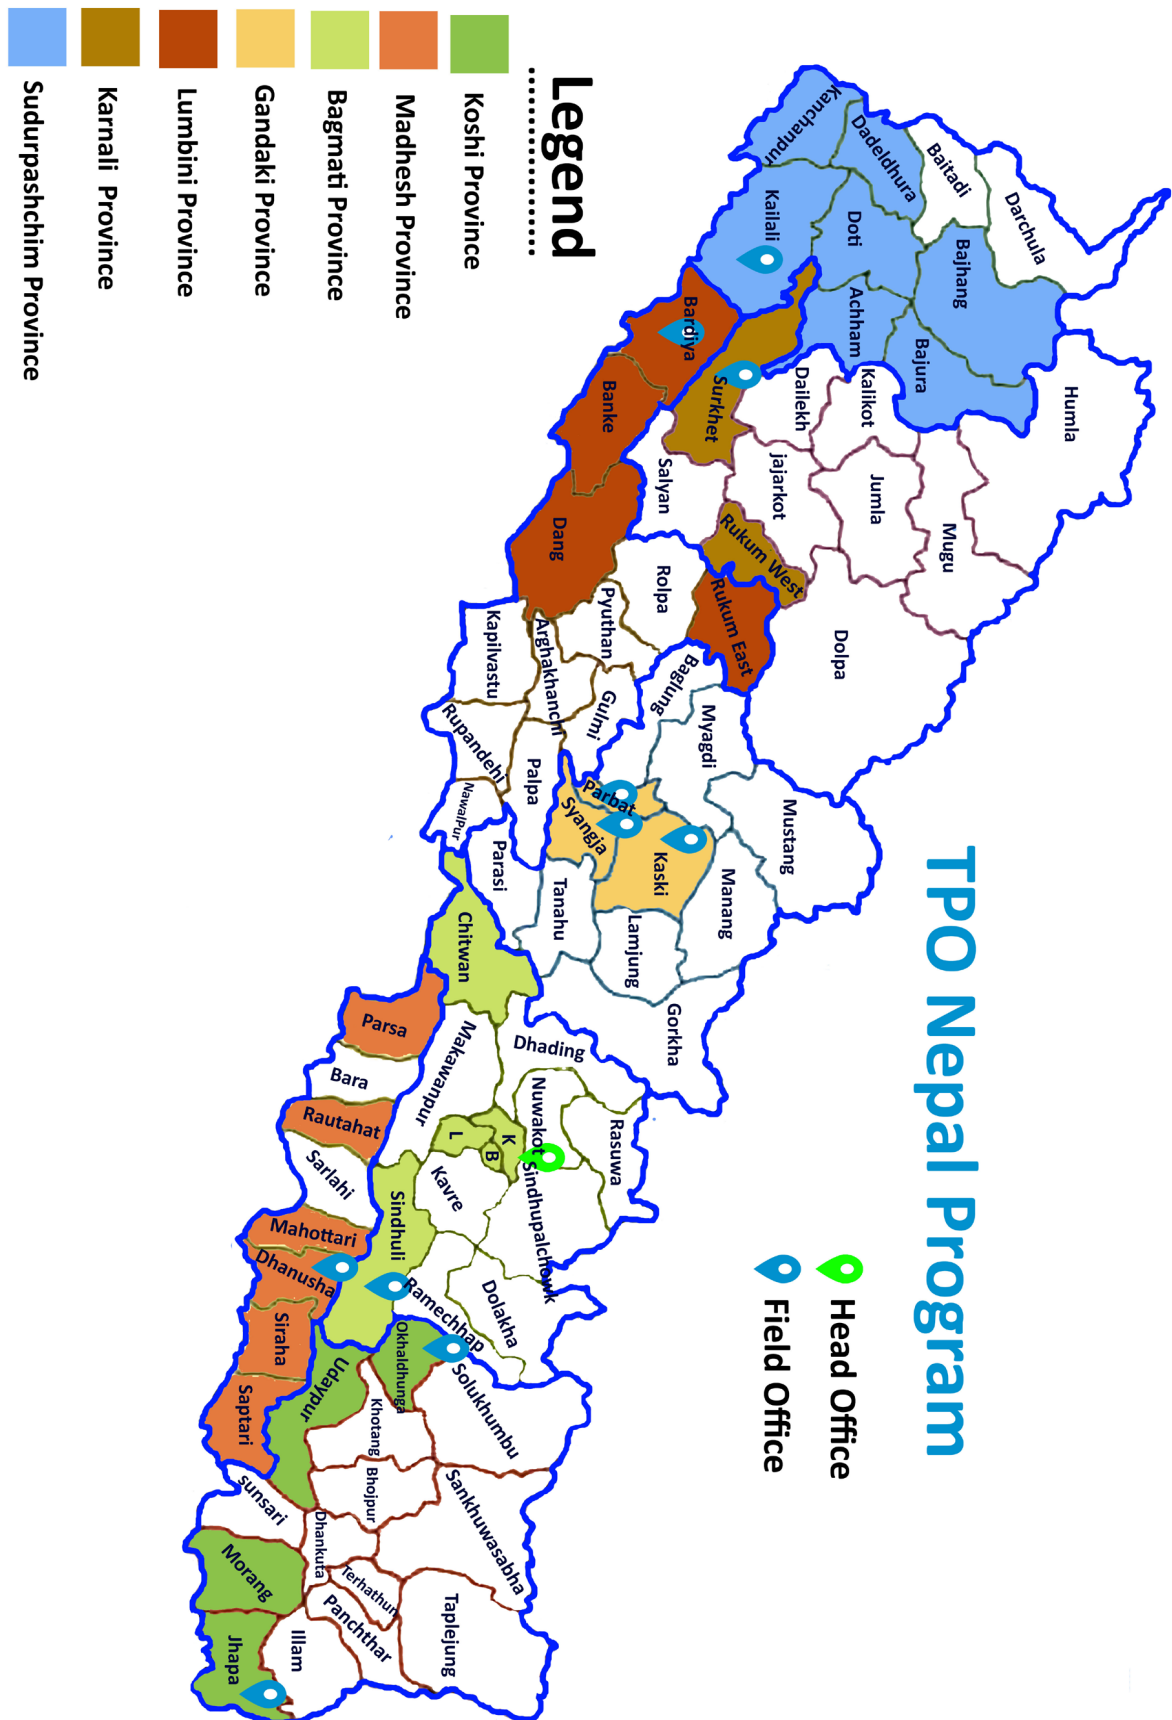 TPO Nepal Program
Head Office
Field Office
Darchula
Baitadi
Dadeldhura
Kanchanpur
Bajhang
Doti
Kailali
Bajura
Achham
Humla
Kalikot
Dailekh
Surkhet
Bardiya
Banke
Mugu
Jumla
jajarkot
Salyan
Dang
Rukum West
Rukum East
Dolpa
Rolpa
Pyuthan
Arghakhanchi
Kapilvastu
Baglung
Gulmi
Rupandehi
Myagdi
Palpa
NawalPur
Mustang
Parbat
Syangja
Parasi
Kaski
Manang
Tanahu
Lamjung
Chitwan
Gorkha
Dhading
Parsa
Makawanpur
Bara
Nuwakot
Rasuwa
K
L
B
Rautahat
Sarlahi
Kavre
Sindhupalchowk
Sindhuli
Mahottari
Dhanusha
Ramechhap
Dolakha
Siraha
Okhaldhunga
Udaypur
Saptari
Solukhumbu
Khotang
Bhojpur
sunsari
Sankhuwasabha
Dhankuta
Terhathun
Morang
Panchthar
Taplejung
Illam
Jhapa
Legend
Koshi Province
Madhesh Province
Bagmati Province
Gandaki Province
Lumbini Province
Karnali Province
Sudurpashchim Province